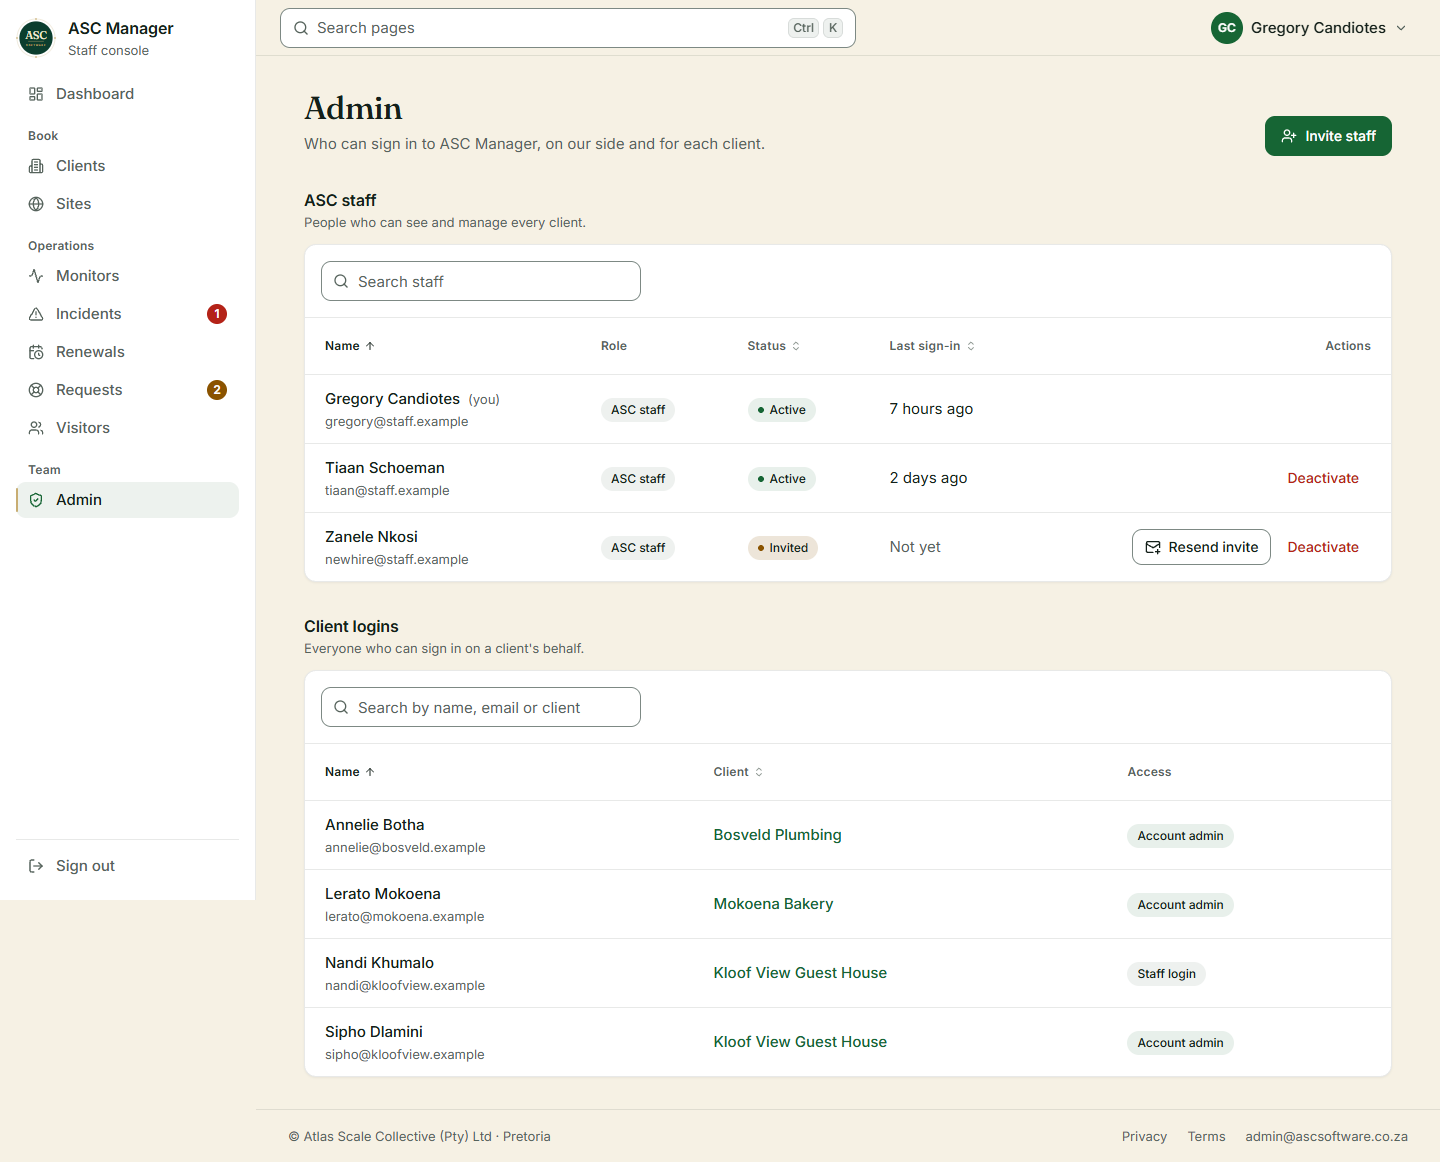 ASC
SOFTWARE
ASC Manager
Staff console
Search pages
Ctrl K
GC
Gregory Candiotes
Dashboard
Book
Clients
Sites
Operations
Monitors
Incidents 1
Renewals
Requests 2
Visitors
Team
Admin
Sign out
Admin
Who can sign in to ASC Manager, on our side and for each client.
Invite staff
ASC staff
People who can see and manage every client.
Search staff
Name Role Status Last sign-in Actions
Gregory Candiotes (you)
gregory@staff.example
ASC staff Active 7 hours ago
Tiaan Schoeman
tiaan@staff.example
ASC staff Active 2 days ago Deactivate
Zanele Nkosi
newhire@staff.example
ASC staff Invited Not yet Resend invite Deactivate
Client logins
Everyone who can sign in on a client's behalf.
Search by name, email or client
Name Client Access
Annelie Botha
annelie@bosveld.example
Bosveld Plumbing Account admin
Lerato Mokoena
lerato@mokoena.example
Mokoena Bakery Account admin
Nandi Khumalo
nandi@kloofview.example
Kloof View Guest House Staff login
Sipho Dlamini
sipho@kloofview.example
Kloof View Guest House Account admin
© Atlas Scale Collective (Pty) Ltd · Pretoria
Privacy Terms admin@ascsoftware.co.za